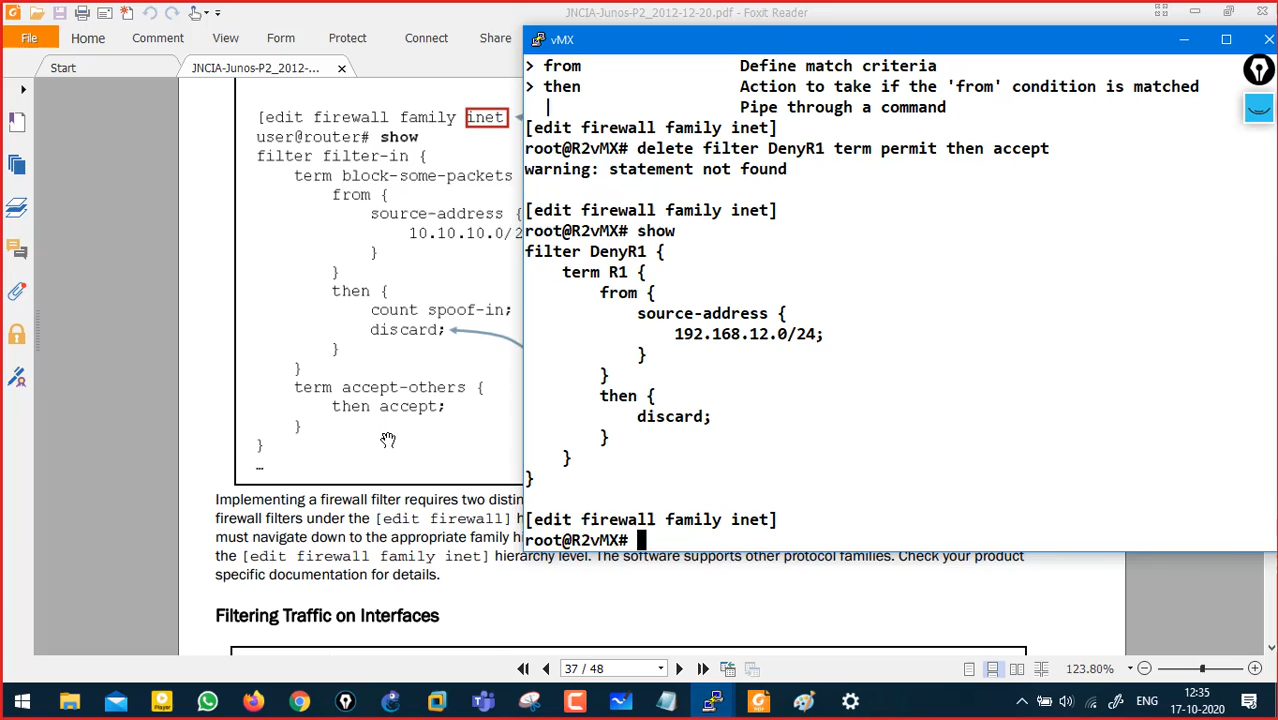 JNCIA-Junos-P2_2012-12-20.pdf - Foxit Reader
File Home Comment View Form Protect Connect Share
Start JNCIA-Junos-P2_2012-...
[edit firewall family inet]
user@router# show
filter filter-in {
term block-some-packets
from {
source-address {
10.10.10.0/2
}
}
then {
count spoof-in;
discard;
}
}
term accept-others {
then accept;
}
}
…
Implementing a firewall filter requires two distin
firewall filters under the [edit firewall] h
must navigate down to the appropriate family h
the [edit firewall family inet] hierarchy level. The software supports other protocol families. Check your product
specific documentation for details.
Filtering Traffic on Interfaces
vMX
> from Define match criteria
> then Action to take if the 'from' condition is matched
| Pipe through a command
[edit firewall family inet]
root@R2vMX# delete filter DenyR1 term permit then accept
warning: statement not found
[edit firewall family inet]
root@R2vMX# show
filter DenyR1 {
term R1 {
from {
source-address {
192.168.12.0/24;
}
}
then {
discard;
}
}
}
[edit firewall family inet]
root@R2vMX#
37 / 48
123.80%
Player
PDF
ENG
12:35
17-10-2020